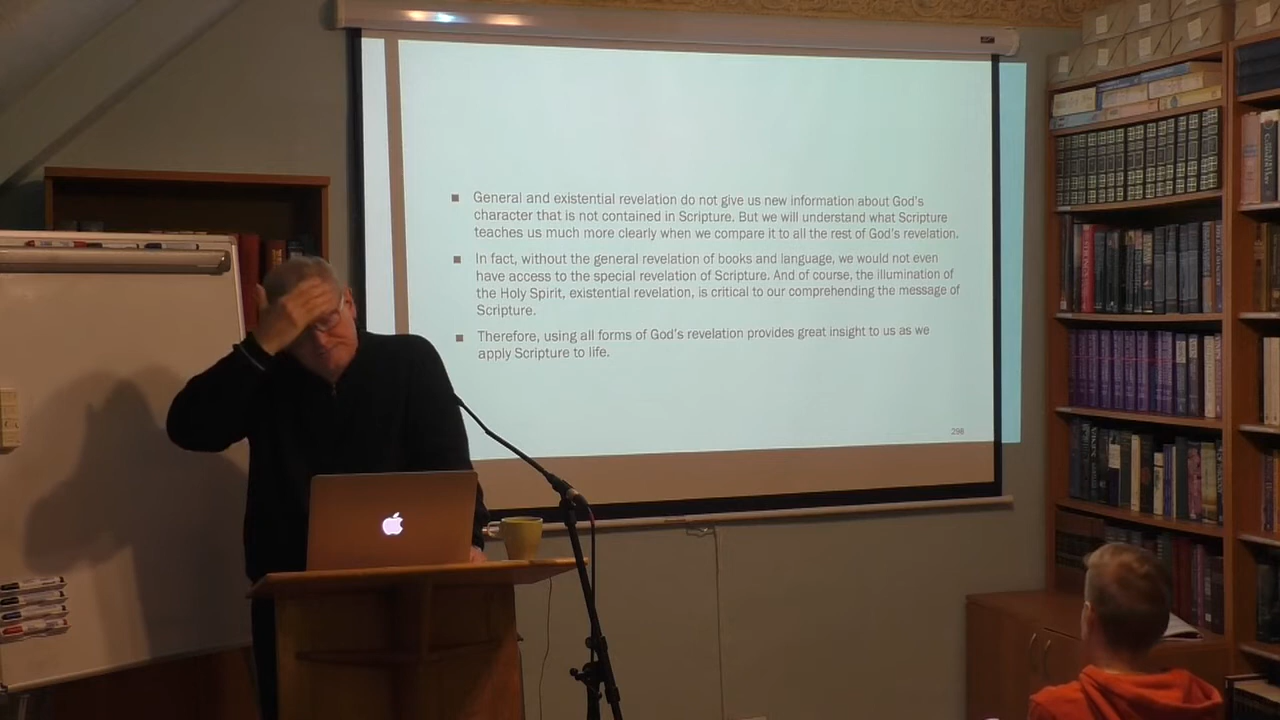 General and existential revelation do not give us new information about God's
character that is not contained in Scripture. But we will understand what Scripture
teaches us much more clearly when we compare it to all the rest of God's revelation.
In fact, without the general revelation of books and language, we would not even
have access to the special revelation of Scripture. And of course, the illumination of
the Holy Spirit, existential revelation, is critical to our comprehending the message of
Scripture.
Therefore, using all forms of God's revelation provides great insight to us as we
apply Scripture to life.
298